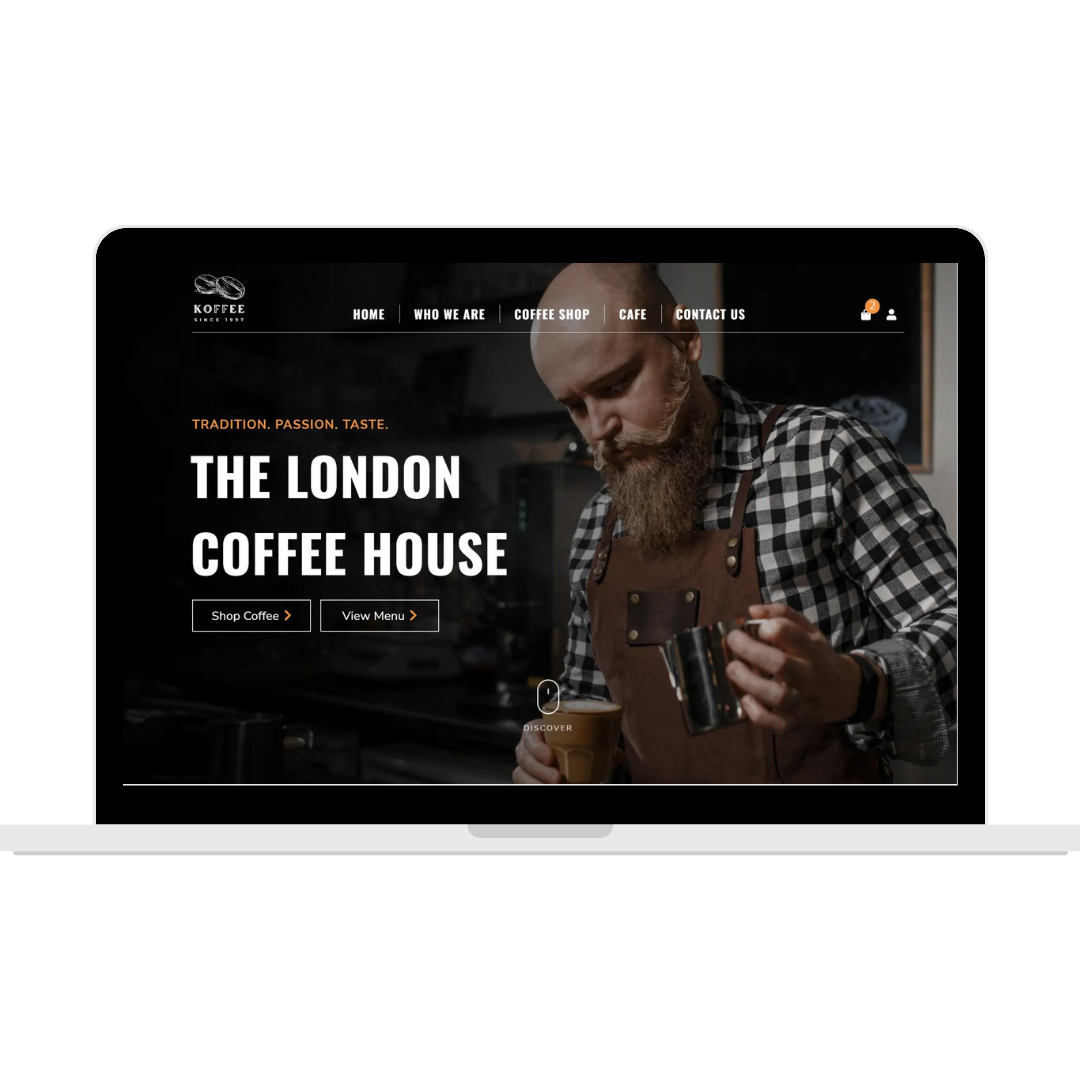 KOFFEE
SINCE 1997
HOME
WHO WE ARE
COFFEE SHOP
CAFE
CONTACT US
2
TRADITION. PASSION. TASTE.
THE LONDON
COFFEE HOUSE
Shop Coffee
View Menu
DISCOVER